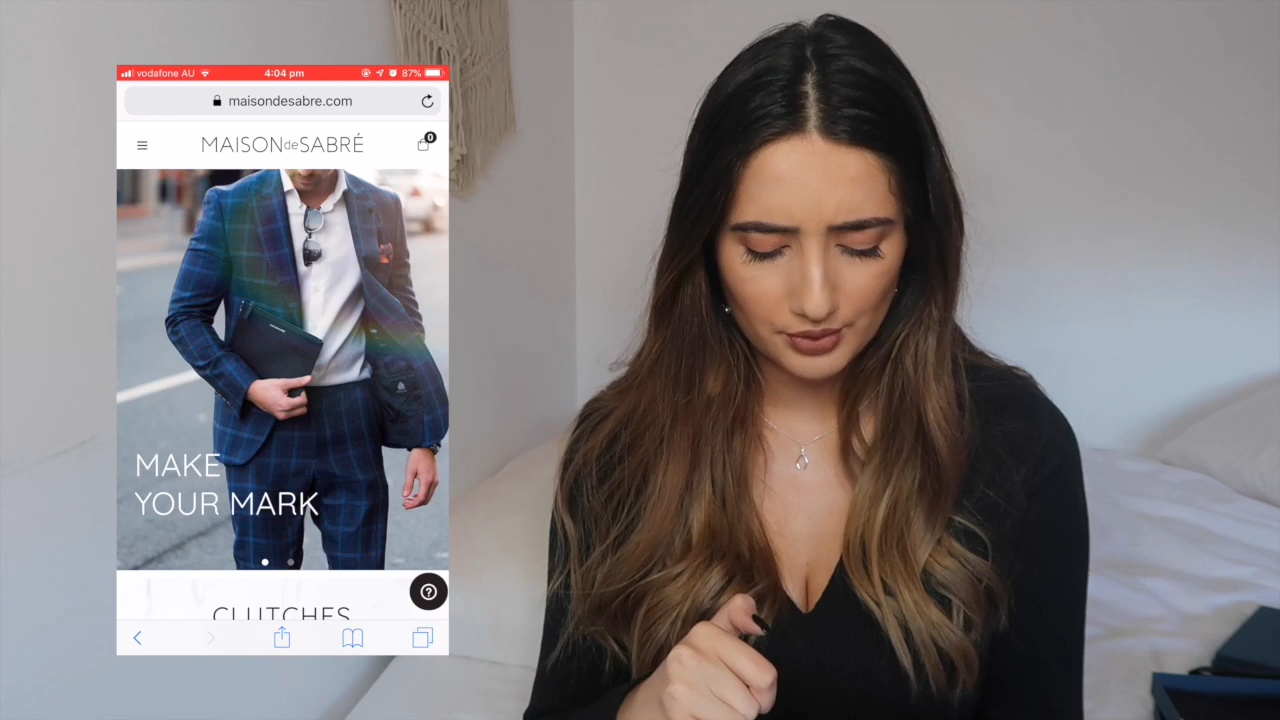 vodafone AU 4:04 pm 87%
maisondesabre.com
MAISONdeSABRÉ 0
MAKE
YOUR MARK
?
CLUTCHES